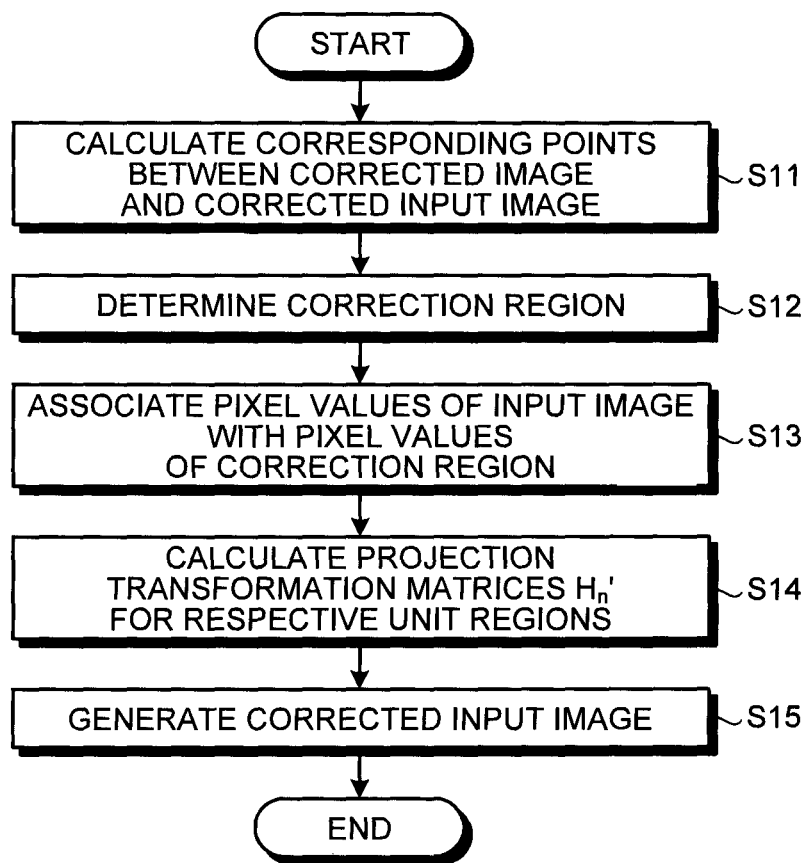 START
CALCULATE CORRESPONDING POINTS
BETWEEN CORRECTED IMAGE
AND CORRECTED INPUT IMAGE
S11
DETERMINE CORRECTION REGION
S12
ASSOCIATE PIXEL VALUES OF INPUT IMAGE
WITH PIXEL VALUES
OF CORRECTION REGION
S13
CALCULATE PROJECTION
TRANSFORMATION MATRICES Hn'
FOR RESPECTIVE UNIT REGIONS
S14
GENERATE CORRECTED INPUT IMAGE
S15
END